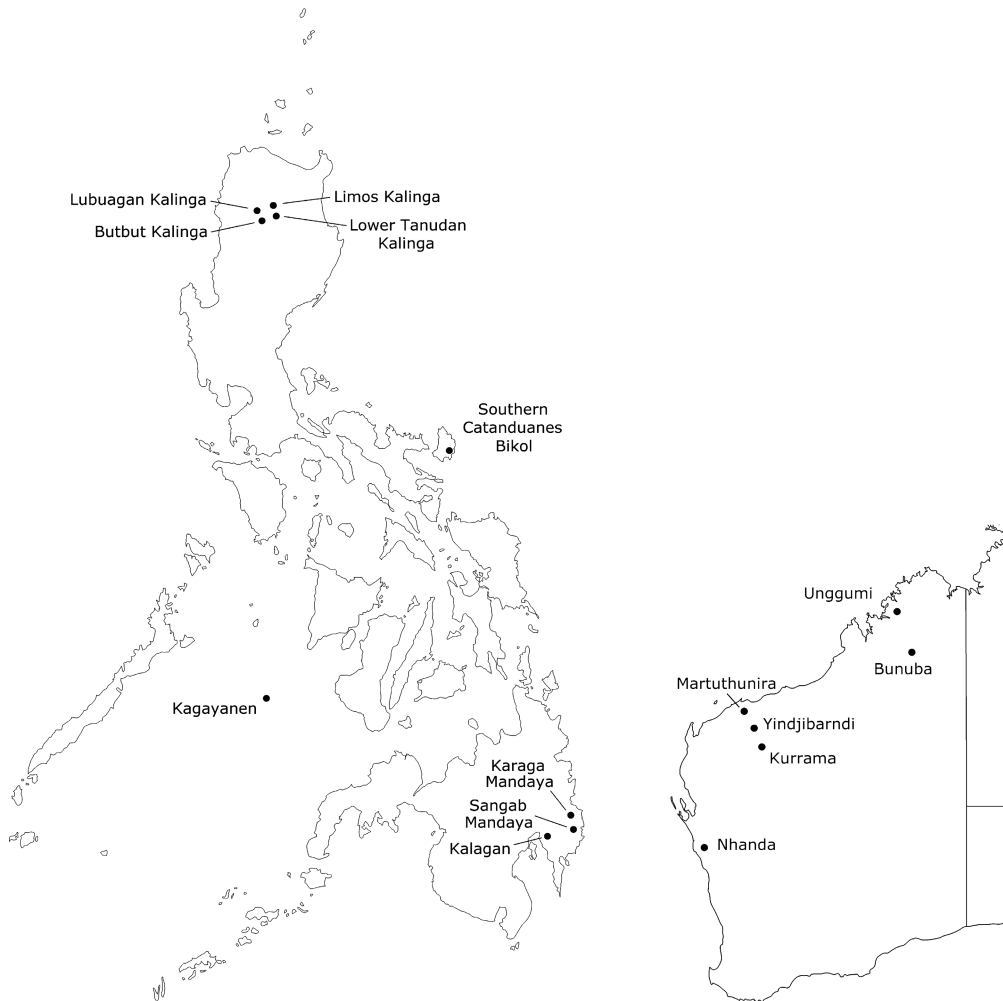 Lubuagan Kalinga
Limos Kalinga
Butbut Kalinga
Lower Tanudan
Kalinga
Southern
Catanduanes
Bikol
Unggumi
Bunuba
Martuthunira
Kagayanen
Yindjibarndi
Kurrama
Karaga
Mandaya
Sangab
Mandaya
Kalagan
Nhanda